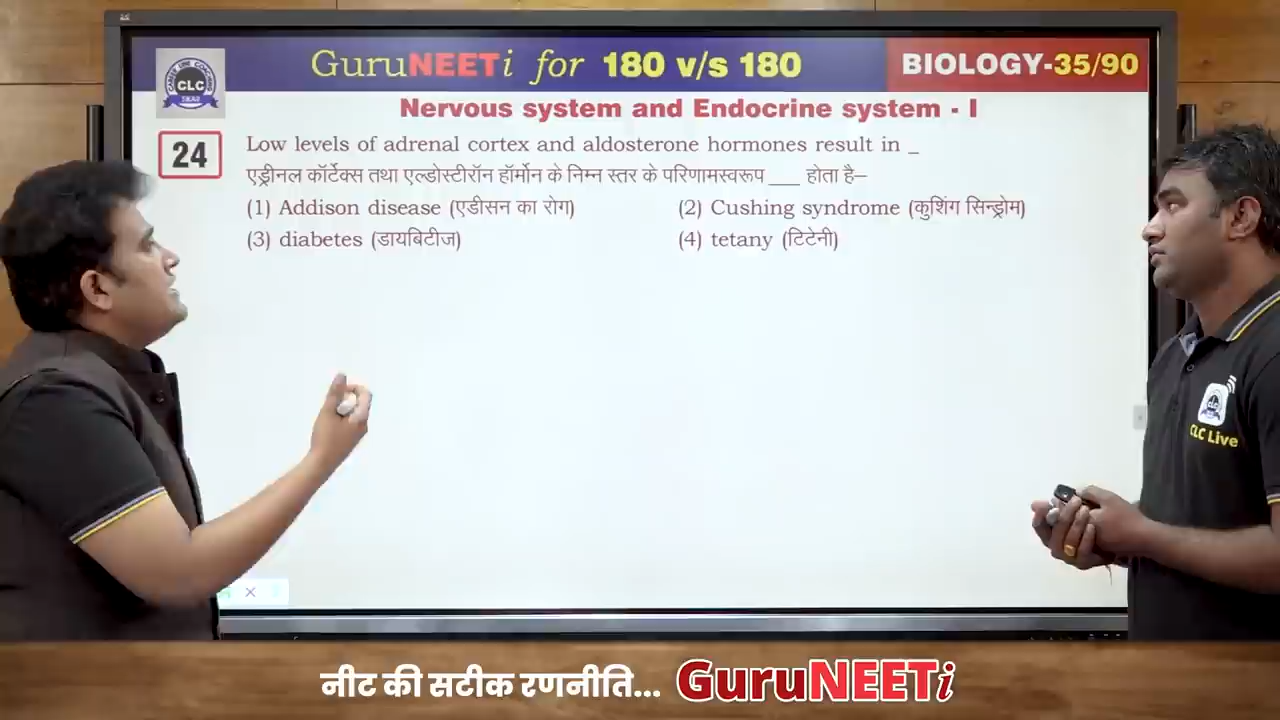 GuruNEETi for 180 v/s 180
BIOLOGY-35/90
CLC
Nervous system and Endocrine system - I
24
Low levels of adrenal cortex and aldosterone hormones result in _
एड्रीनल कॉर्टेक्स तथा एल्डोस्टीरॉन हॉर्मोन के निम्न स्तर के परिणामस्वरूप ___ होता है–
(1) Addison disease (एडीसन का रोग) (2) Cushing syndrome (कुशिंग सिन्ड्रोम)
(3) diabetes (डायबिटीज) (4) tetany (टिटेनी)
CLC Live
नीट की सटीक रणनीति... GuruNEETi